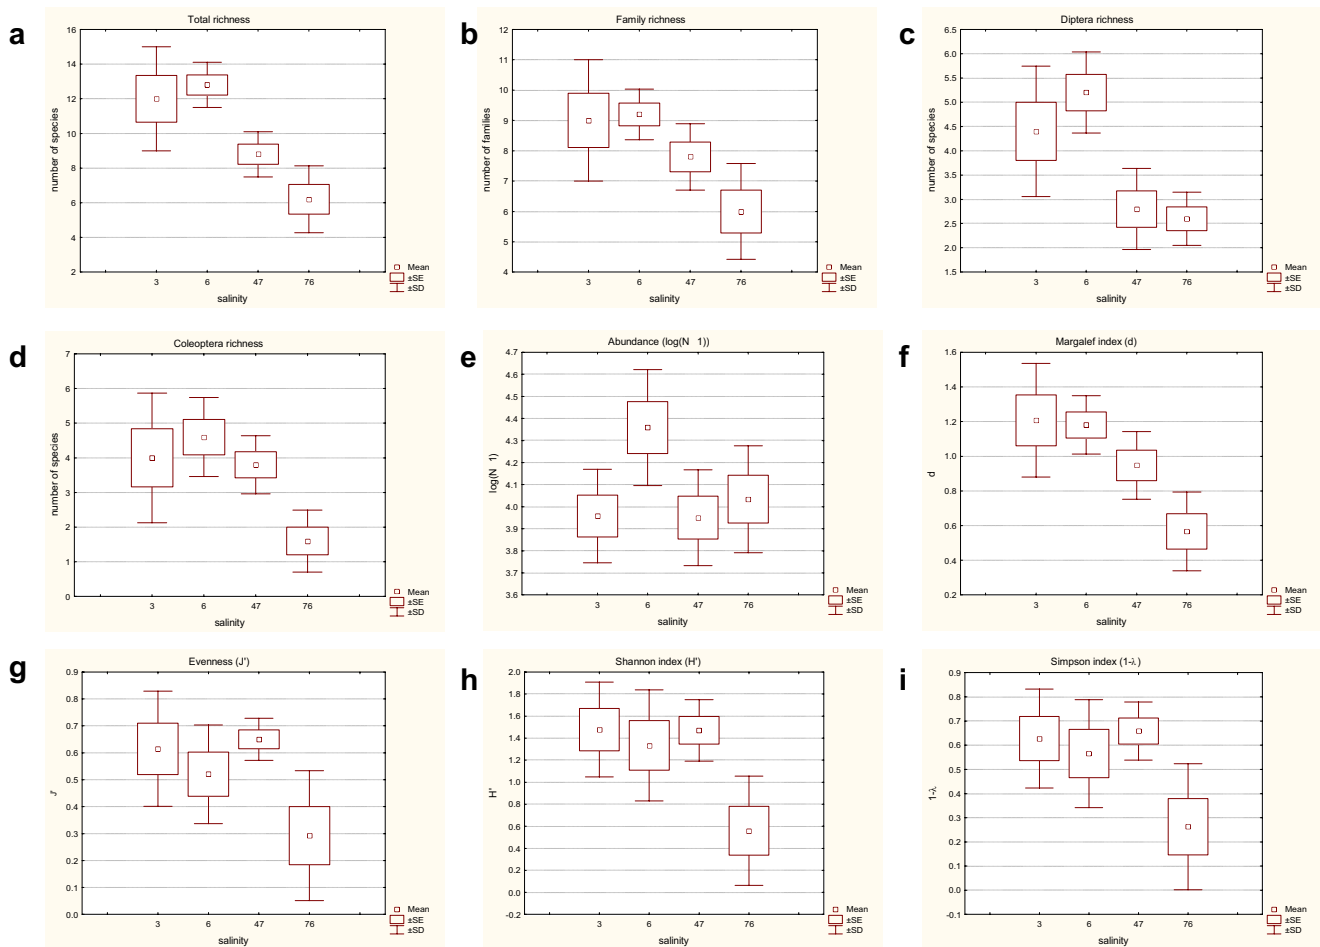 a
Total richness
number of species
16
14
12
10
8
6
4
2
3 6 47 76
salinity
Mean
±SE
±SD
b
Family richness
number of families
12
11
10
9
8
7
6
5
4
3 6 47 76
salinity
Mean
±SE
±SD
c
Diptera richness
number of species
6.5
6.0
5.5
5.0
4.5
4.0
3.5
3.0
2.5
2.0
1.5
3 6 47 76
salinity
Mean
±SE
±SD
d
Coleoptera richness
number of species
7
6
5
4
3
2
1
0
3 6 47 76
salinity
Mean
±SE
±SD
e
Abundance (log(N 1))
log(N 1)
4.7
4.6
4.5
4.4
4.3
4.2
4.1
4.0
3.9
3.8
3.7
3.6
3 6 47 76
salinity
Mean
±SE
±SD
f
Margalef index (d)
d
1.6
1.4
1.2
1.0
0.8
0.6
0.4
0.2
3 6 47 76
salinity
Mean
±SE
±SD
g
Evenness (J')
J'
0.9
0.8
0.7
0.6
0.5
0.4
0.3
0.2
0.1
0.0
3 6 47 76
salinity
Mean
±SE
±SD
h
Shannon index (H')
H'
2.0
1.8
1.6
1.4
1.2
1.0
0.8
0.6
0.4
0.2
0.0
-0.2
3 6 47 76
salinity
Mean
±SE
±SD
i
Simpson index (1-λ)
1-λ
0.9
0.8
0.7
0.6
0.5
0.4
0.3
0.2
0.1
0.0
-0.1
3 6 47 76
salinity
Mean
±SE
±SD